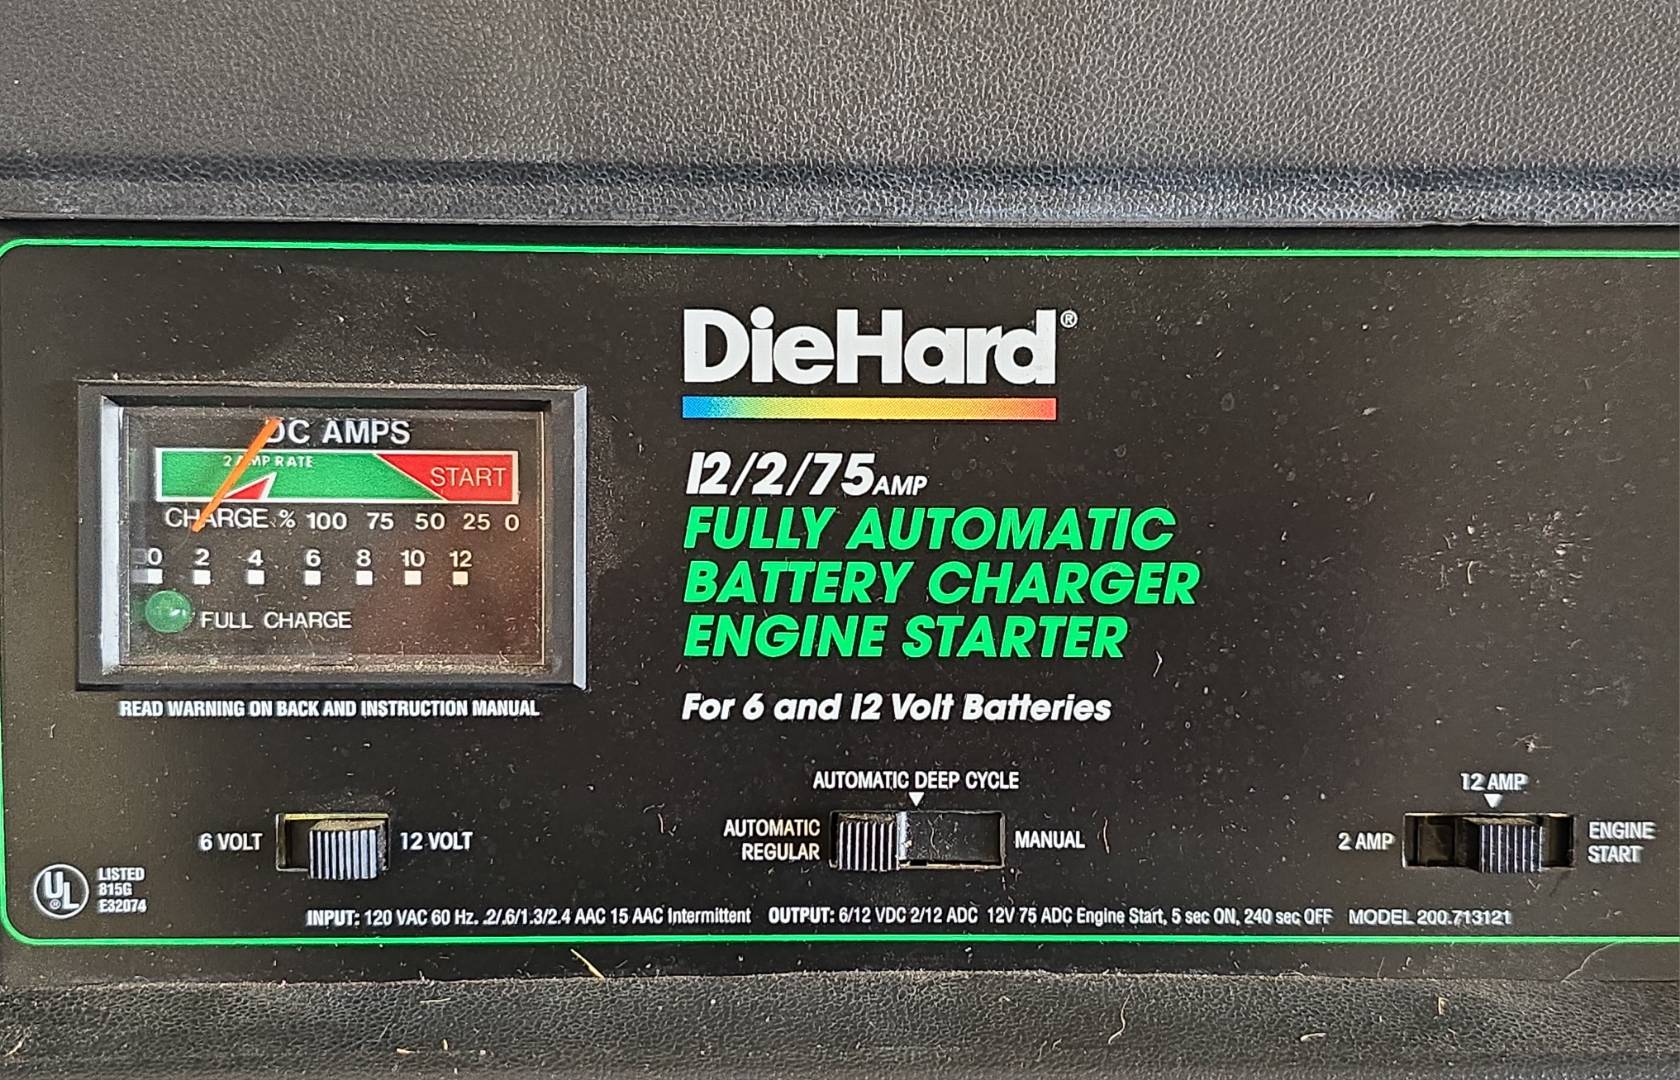 DieHard®
DC AMPS
2 AMP RATE
START
CHARGE % 100 75 50 25 0
0 2 4 6 8 10 12
FULL CHARGE
READ WARNING ON BACK AND INSTRUCTION MANUAL
12/2/75 AMP
FULLY AUTOMATIC
BATTERY CHARGER
ENGINE STARTER
For 6 and 12 Volt Batteries
6 VOLT
12 VOLT
AUTOMATIC DEEP CYCLE
AUTOMATIC
REGULAR
MANUAL
12 AMP
2 AMP
ENGINE
START
UL®
LISTED
815G
E32074
INPUT: 120 VAC 60 Hz. .2/.6/1.3/2.4 AAC 15 AAC Intermittent OUTPUT: 6/12 VDC 2/12 ADC 12V 75 ADC Engine Start, 5 sec ON, 240 sec OFF MODEL 200.713121